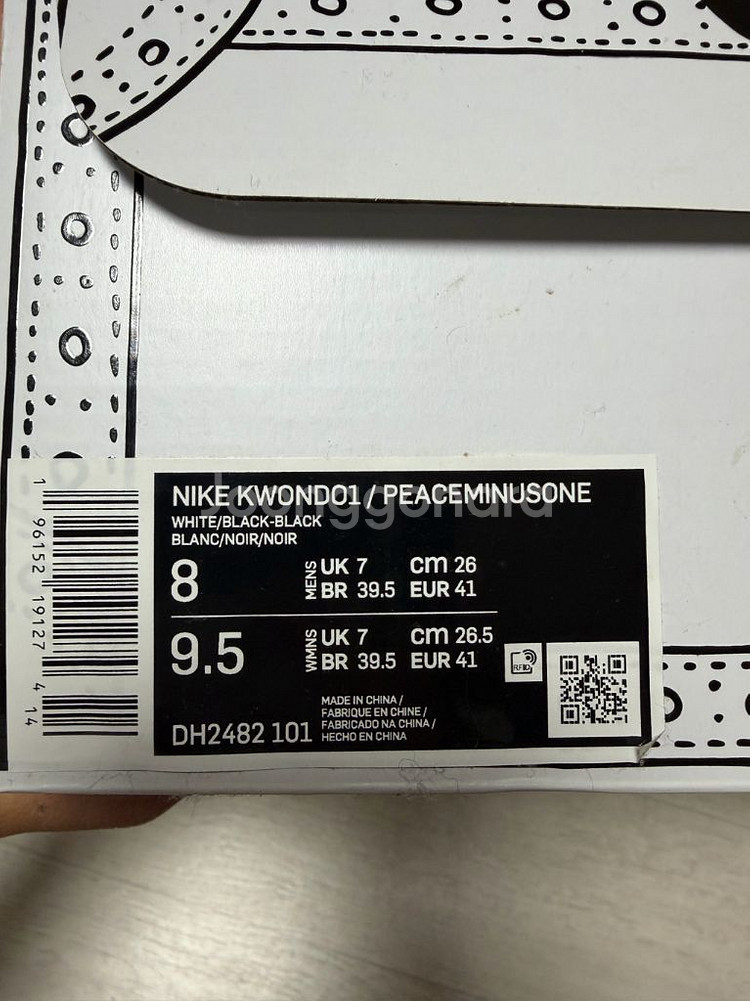 NIKE KWONDO1 / PEACEMINUSONE
Joonggonara
WHITE/BLACK-BLACK
BLANC/NOIR/NOIR
8 MENS UK 7 cm 26
BR 39.5 EUR 41
9.5 WMNS UK 7 cm 26.5
BR 39.5 EUR 41
RFID
DH2482 101
MADE IN CHINA /
FABRIQUE EN CHINE /
FABRICADO NA CHINA /
HECHO EN CHINA
1 96152 19127 4 14